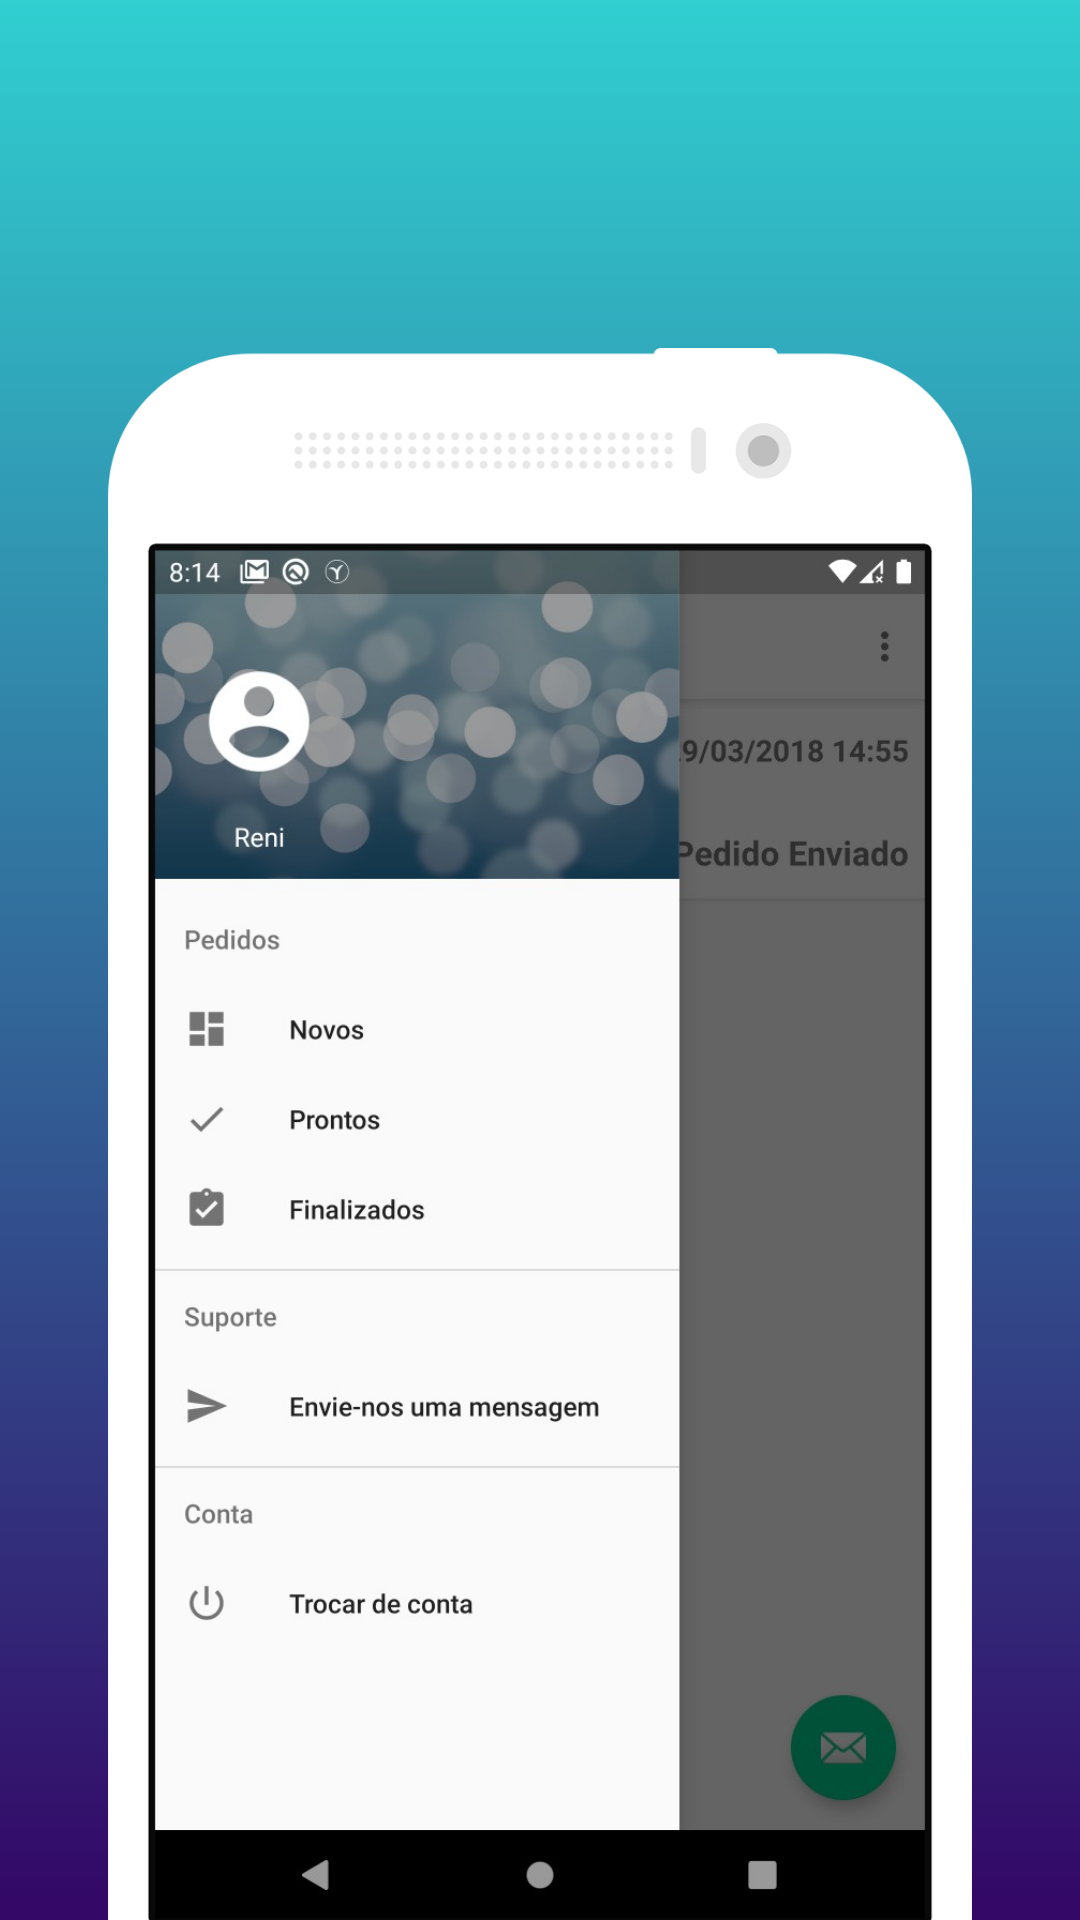 8:14
9/03/2018 14:55
Reni
Pedido Enviado
Pedidos
Novos
Prontos
Finalizados
Suporte
Envie-nos uma mensagem
Conta
Trocar de conta